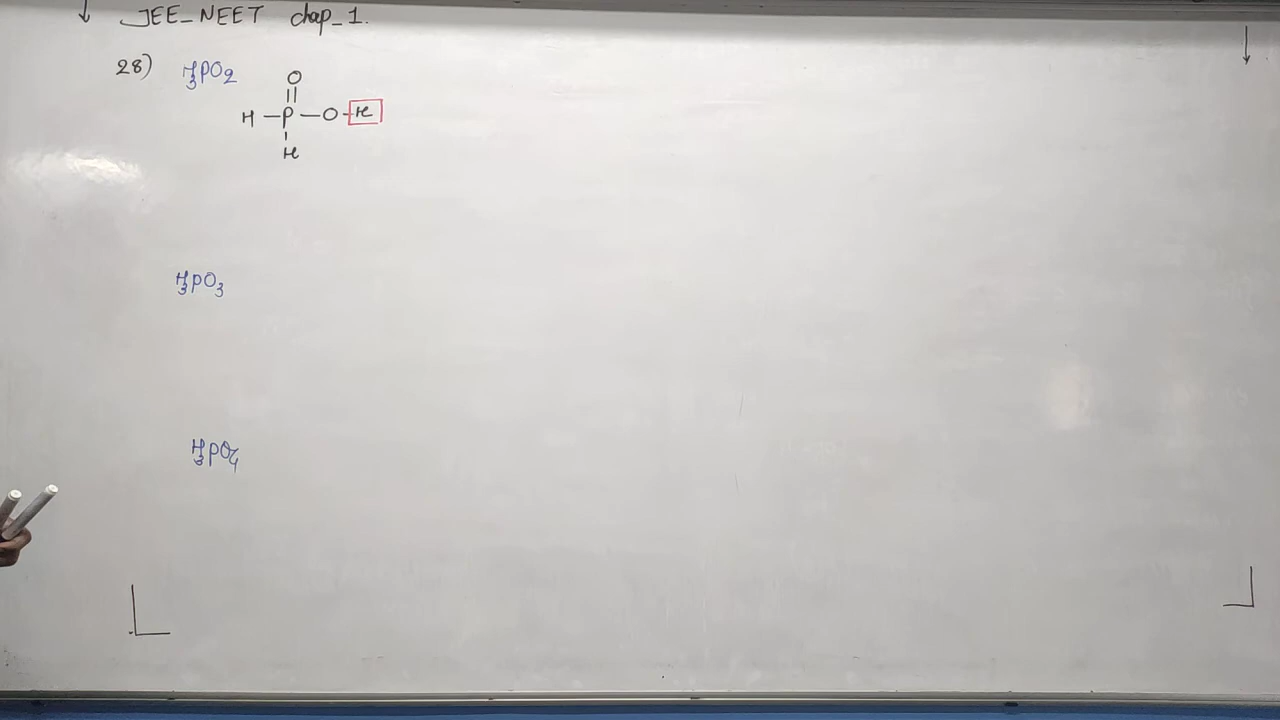 JEE_NEET chap_1.
28) H3PO2
O
H-P-O-H
H
H3PO3
H3PO4